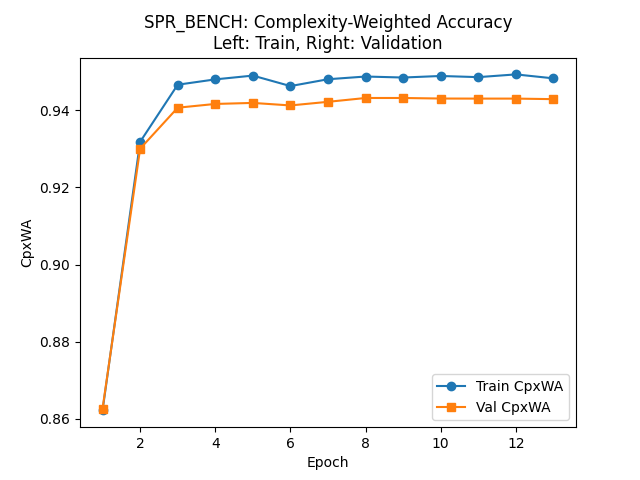 SPR_BENCH: Complexity-Weighted Accuracy
Left: Train, Right: Validation
CpxWA
0.94
0.92
0.90
0.88
0.86
2 4 6 8 10 12
Epoch
Train CpxWA
Val CpxWA